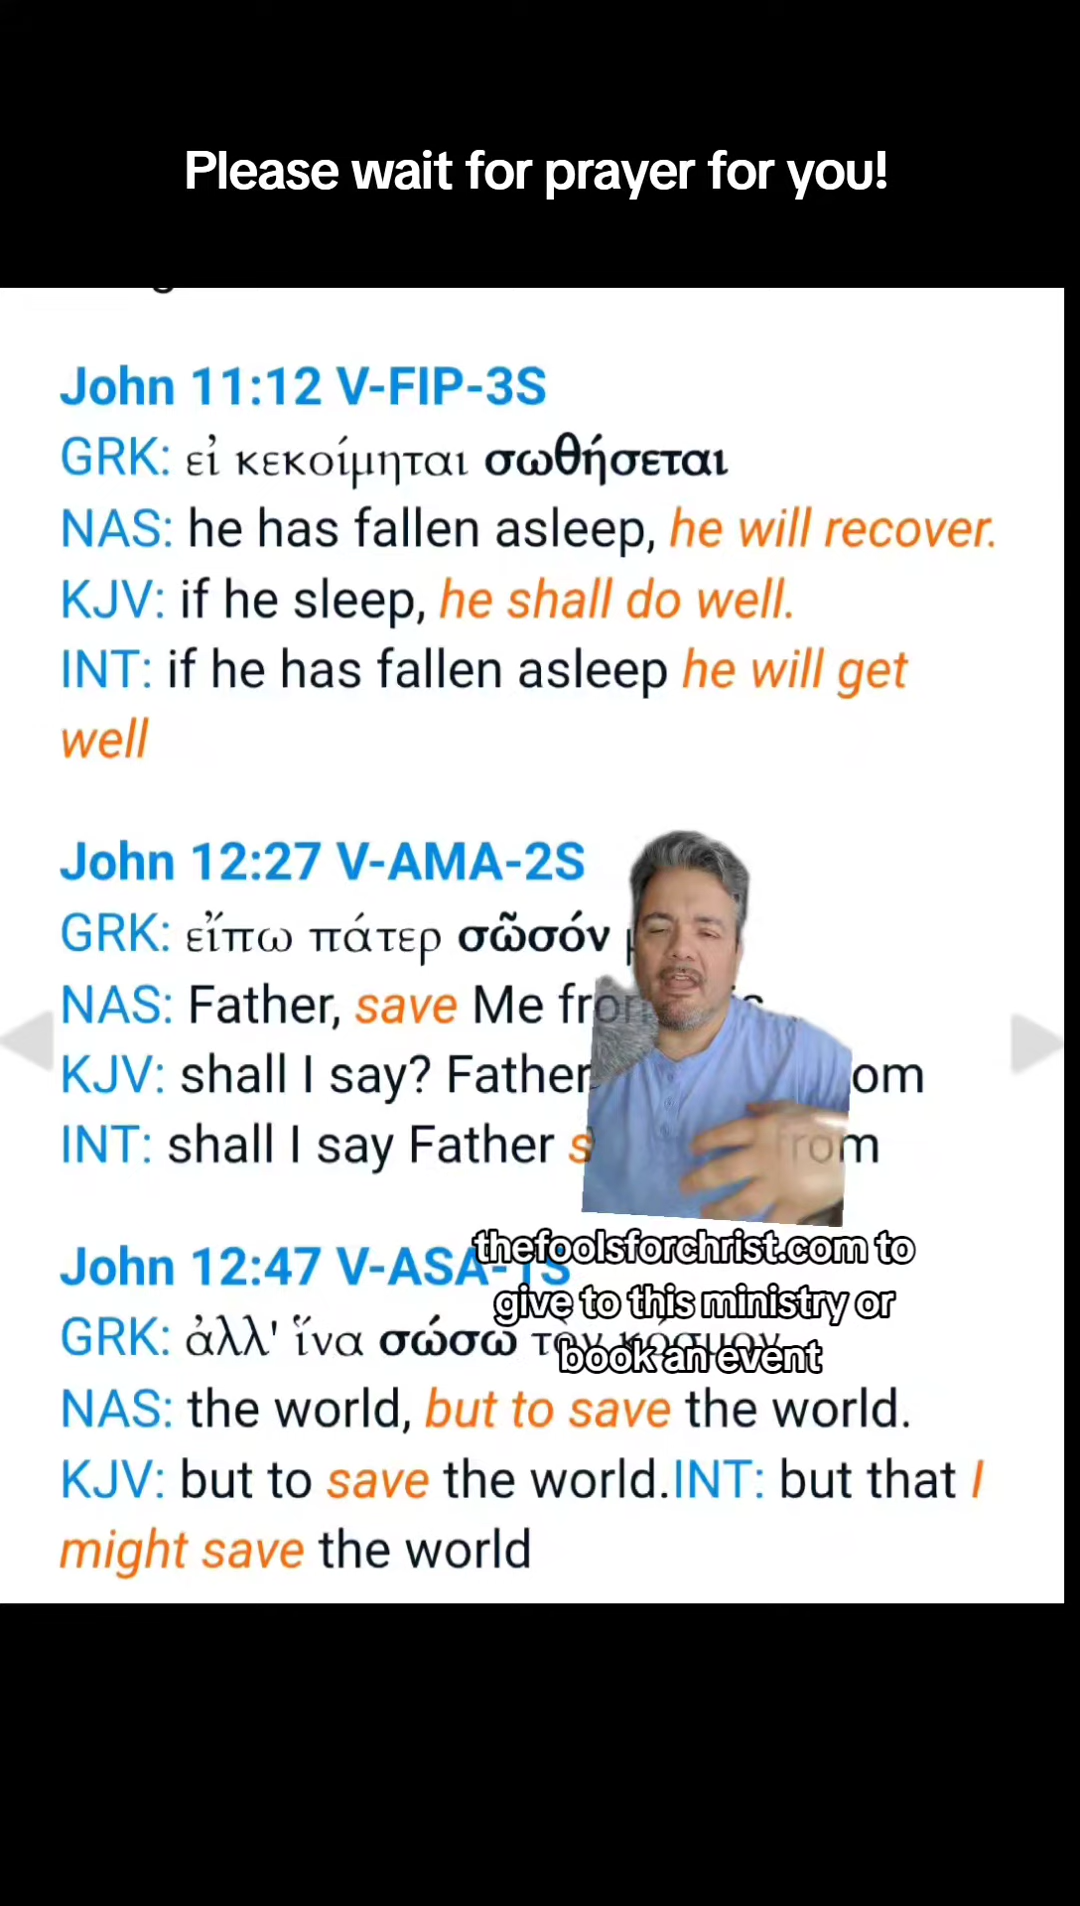 Please wait for prayer for you!
John 11:12 V-FIP-3S
GRK: εἰ κεκοίμηται σωθήσεται
NAS: he has fallen asleep, he will recover.
KJV: if he sleep, he shall do well.
INT: if he has fallen asleep he will get
well
John 12:27 V-AMA-2S
GRK: εἴπω πάτερ σῶσόν
NAS: Father, save Me from
KJV: shall I say? Father
INT: shall I say Father from
thefoolsforchrist.com to
give to this ministry or
book an event
John 12:47 V-ASA-1S
GRK: ἀλλ' ἵνα σώσω τὸν κόσμον
NAS: the world, but to save the world.
KJV: but to save the world.INT: but that I
might save the world